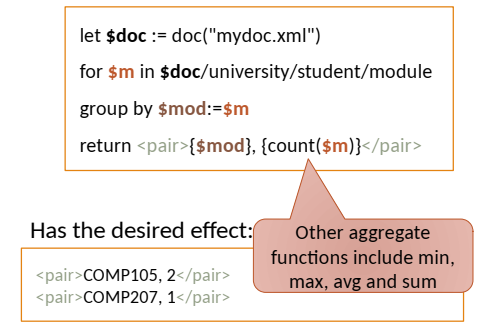 let $doc := doc("mydoc.xml")
for $m in $doc/university/student/module
group by $mod:=$m
return <pair>{$mod}, {count($m)}</pair>
Has the desired effect:
Other aggregate
functions include min,
max, avg and sum
<pair>COMP105, 2</pair>
<pair>COMP207, 1</pair>